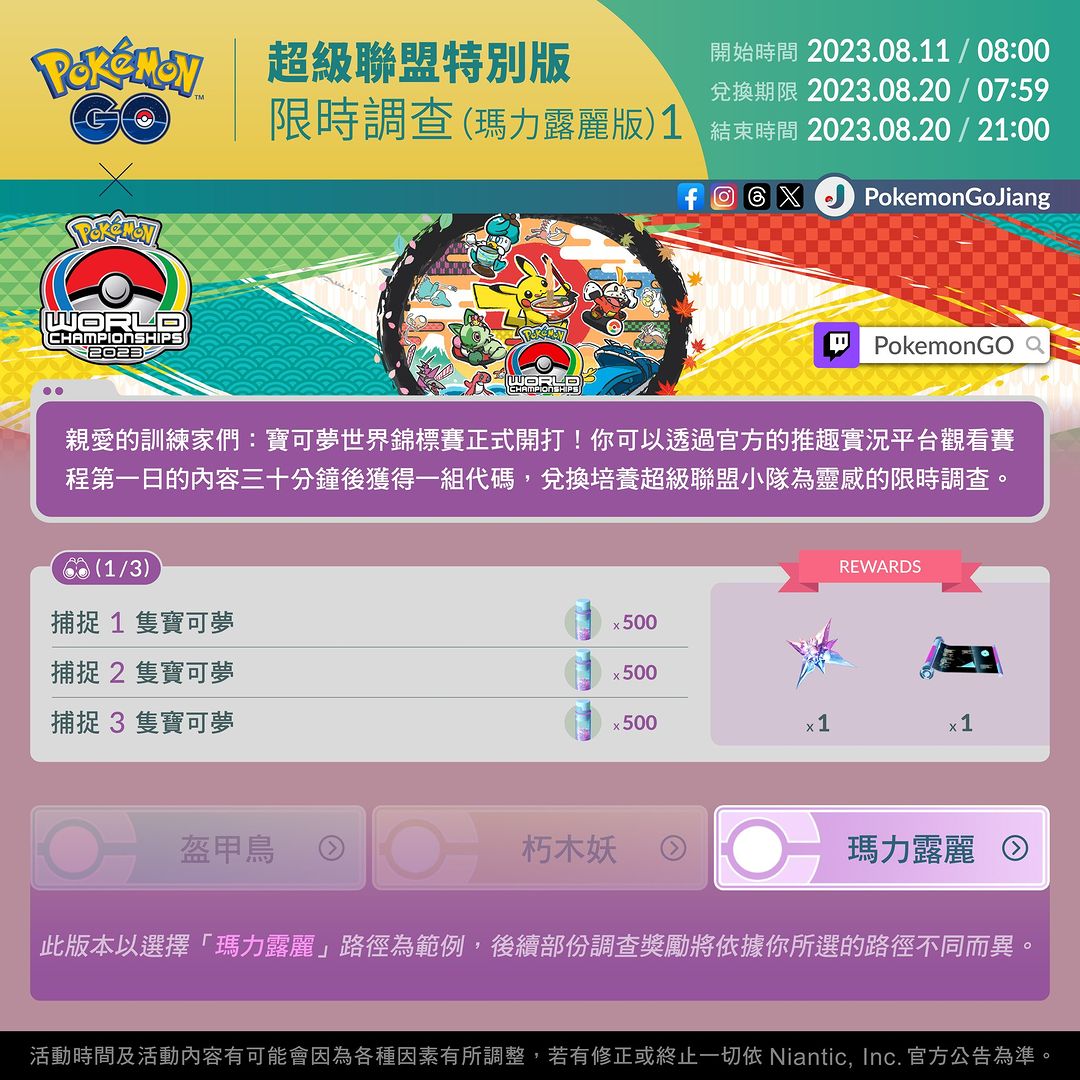 Pokémon GO
超級聯盟特別版
限時調查(瑪力露麗版)1
開始時間 2023.08.11 / 08:00
兌換期限 2023.08.20 / 07:59
結束時間 2023.08.20 / 21:00
PokemonGoJiang
Pokémon
WORLD
CHAMPIONSHIPS
2023
Pokémon
WORLD
CHAMPIONSHIPS
PokemonGO
親愛的訓練家們：寶可夢世界錦標賽正式開打！你可以透過官方的推趣實況平台觀看賽
程第一日的內容三十分鐘後獲得一組代碼，兌換培養超級聯盟小隊為靈感的限時調查。
(1/3)
REWARDS
捕捉 1 隻寶可夢 x500
捕捉 2 隻寶可夢 x500
捕捉 3 隻寶可夢 x500
x1 x1
盔甲鳥
朽木妖
瑪力露麗
此版本以選擇「瑪力露麗」路徑為範例，後續部份調查獎勵將依據你所選的路徑不同而異。
活動時間及活動內容有可能會因為各種因素有所調整，若有修正或終止一切依 Niantic, Inc. 官方公告為準。